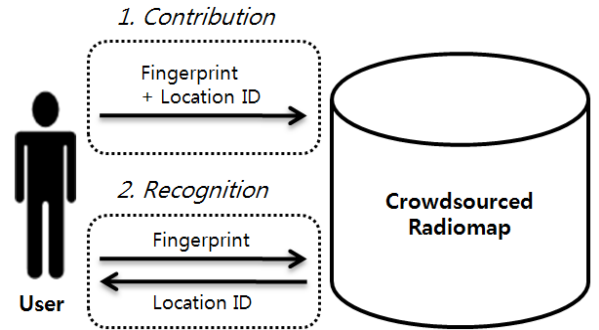 1. Contribution
Fingerprint
+ Location ID
2. Recognition
Fingerprint
Location ID
User
Crowdsourced
Radiomap